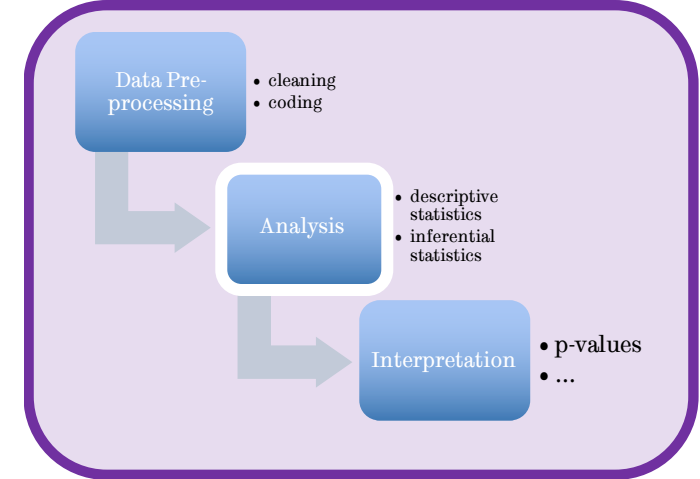 Data Pre-
processing
• cleaning
• coding
Analysis
• descriptive
statistics
• inferential
statistics
Interpretation
• p-values
• ...